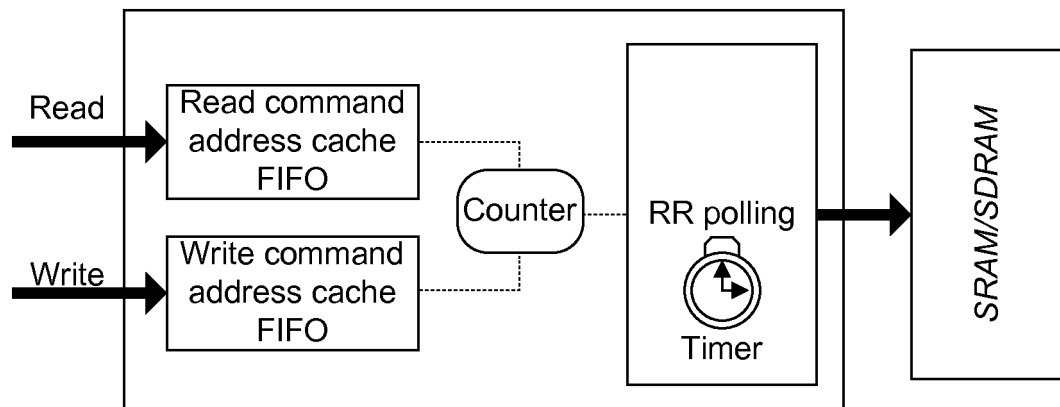 Read
Read command
address cache
FIFO
Counter
RR polling
Timer
Write
Write command
address cache
FIFO
SRAM/SDRAM